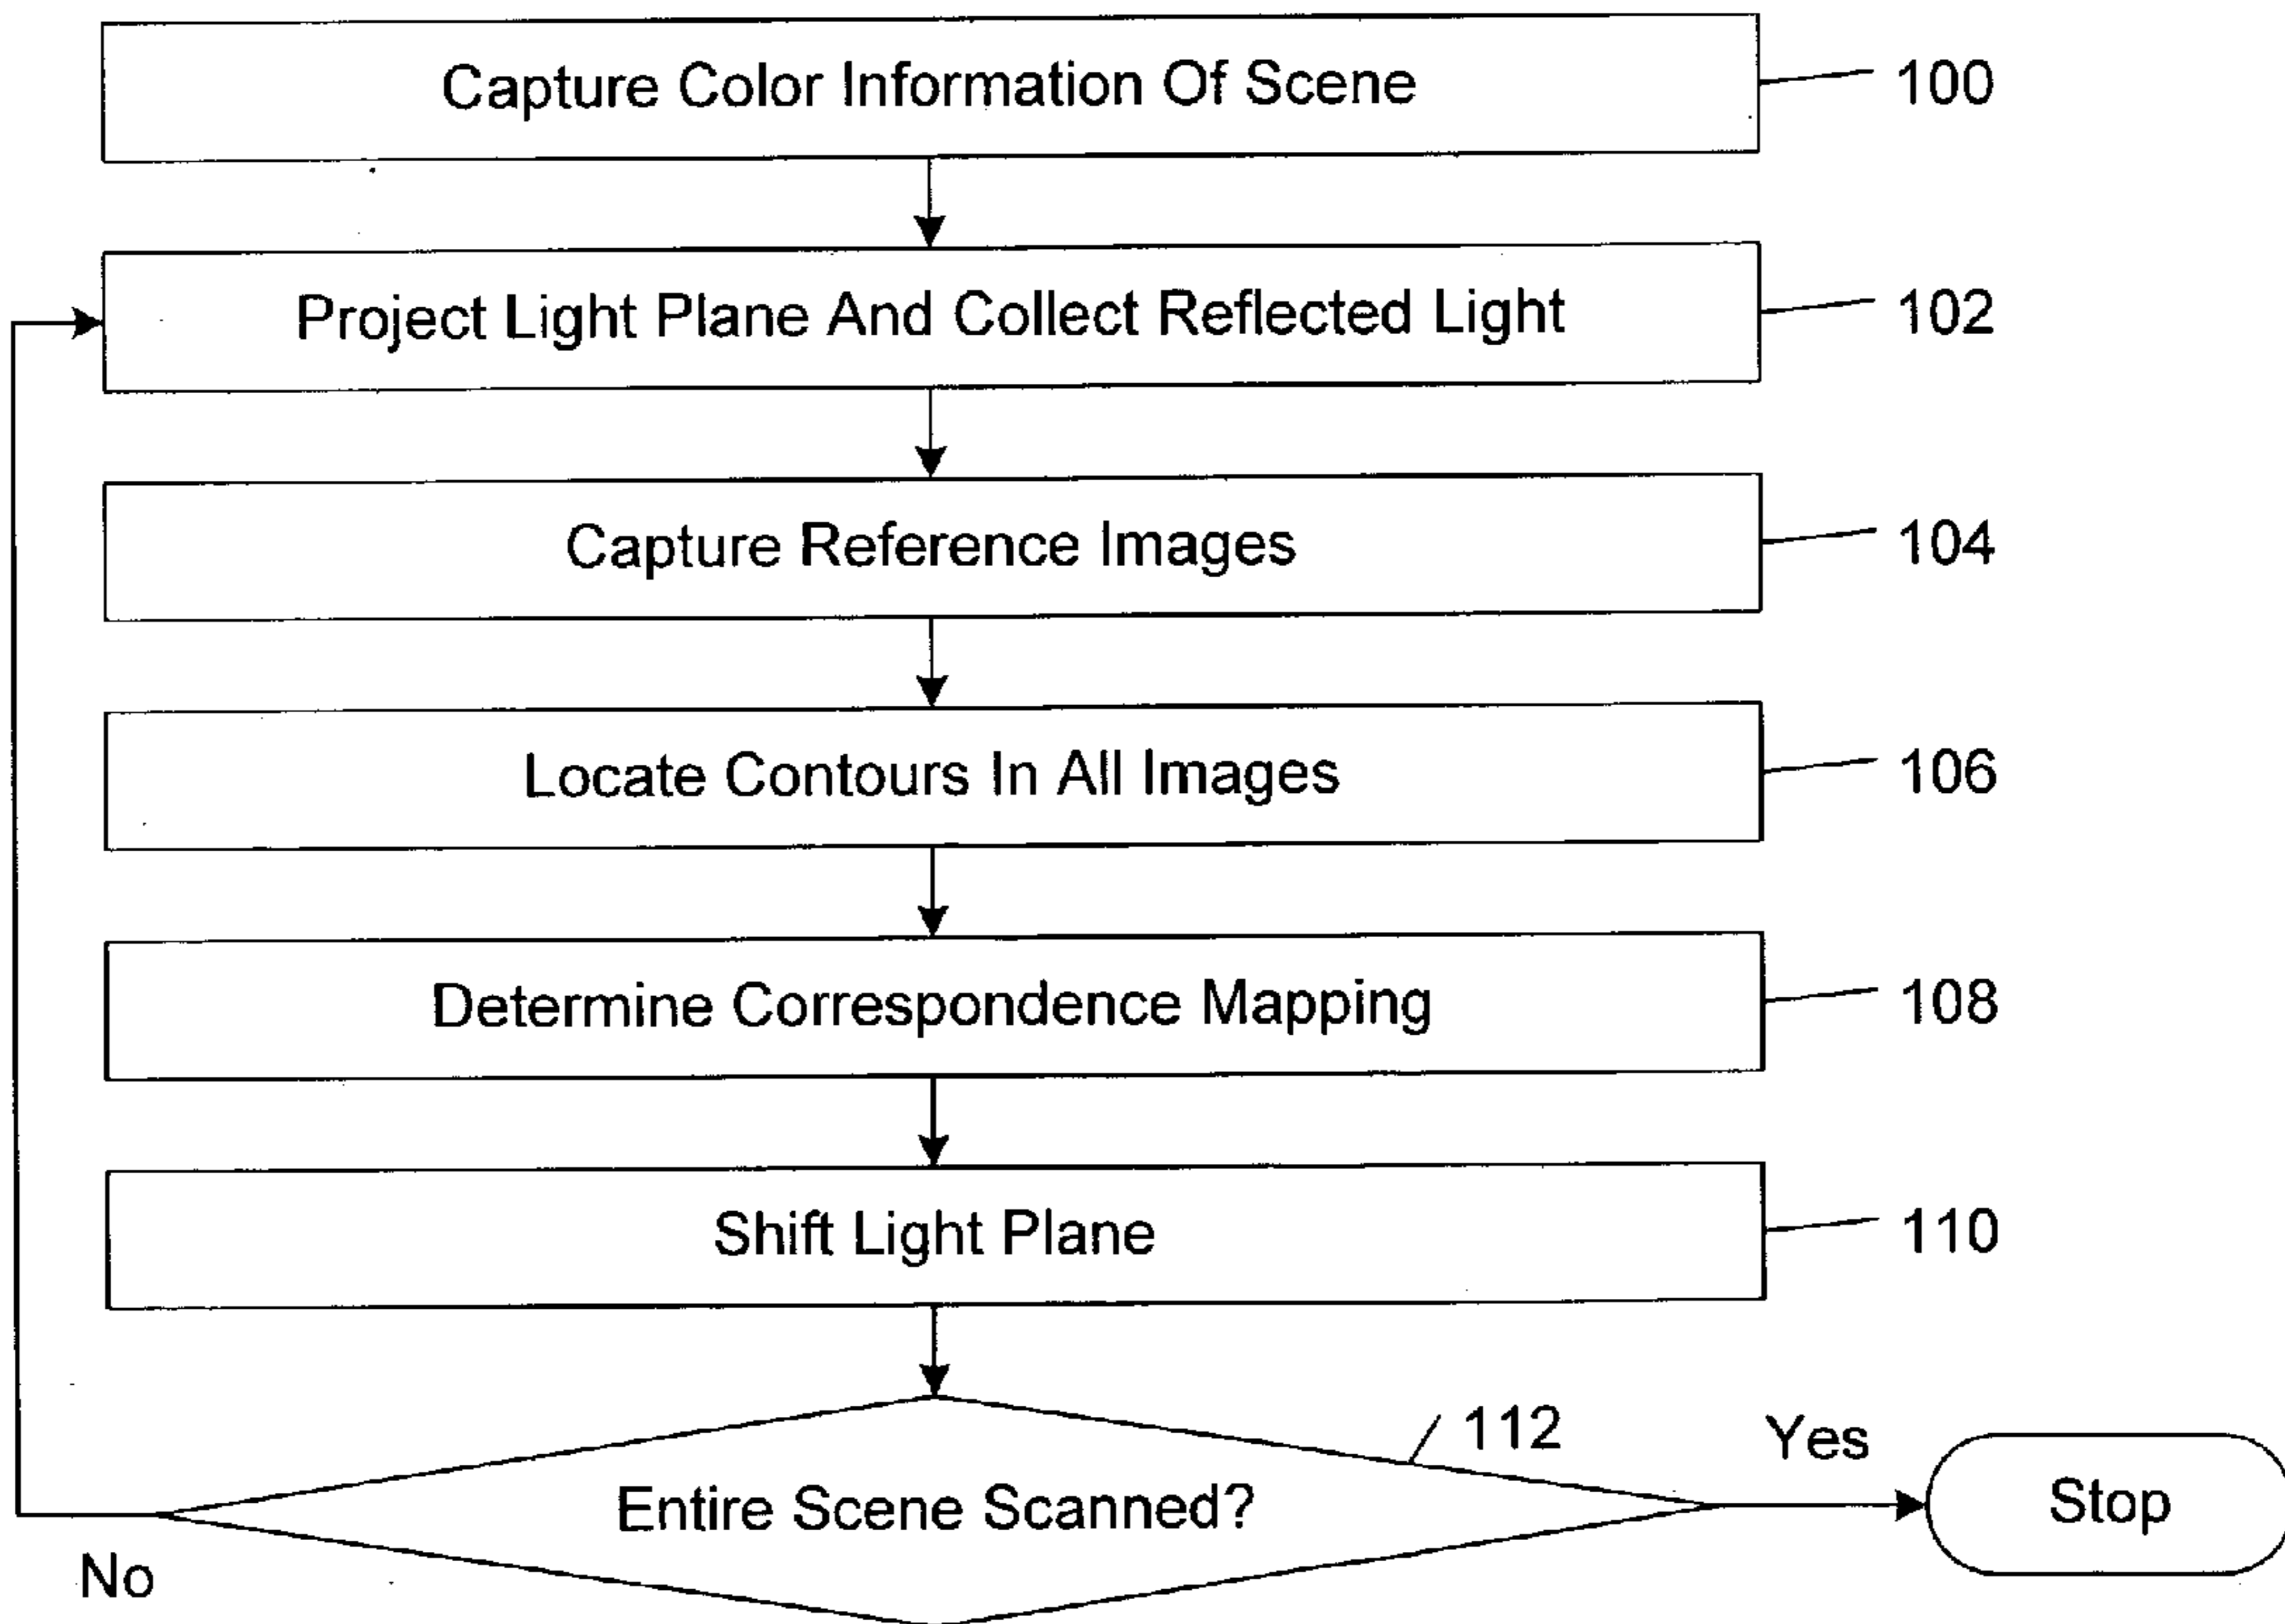 Capture Color Information Of Scene
100
Project Light Plane And Collect Reflected Light
102
Capture Reference Images
104
Locate Contours In All Images
106
Determine Correspondence Mapping
108
Shift Light Plane
110
112
Yes
Entire Scene Scanned?
Stop
No